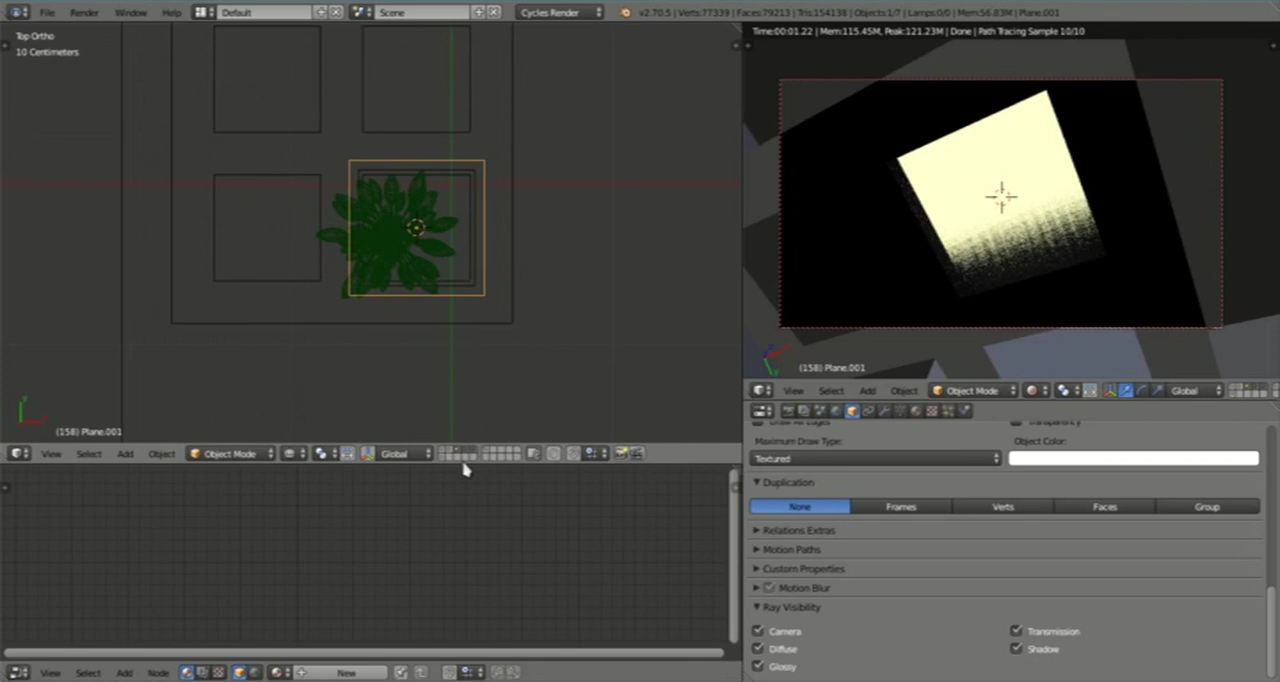 File Render Window Help Default Scene Cycles Render v2.70.5 | Verts:77339 | Faces:79213 | Tris:154138 | Objects:1/7 | Lamps:0/0 | Mem:56.83M | Plane.001
Top Ortho
10 Centimeters
(158) Plane.001
View Select Add Object Object Mode Global
View Select Add Node New
Time:00:01.22 | Mem:115.45M, Peak:121.23M | Done | Path Tracing Sample 10/10
(158) Plane.001
View Select Add Object Object Mode Global
Draw All Edges Transparency
Maximum Draw Type: Object Color:
Textured
Duplication
None Frames Verts Faces Group
Relations Extras
Motion Paths
Custom Properties
Motion Blur
Ray Visibility
Camera Transmission
Diffuse Shadow
Glossy